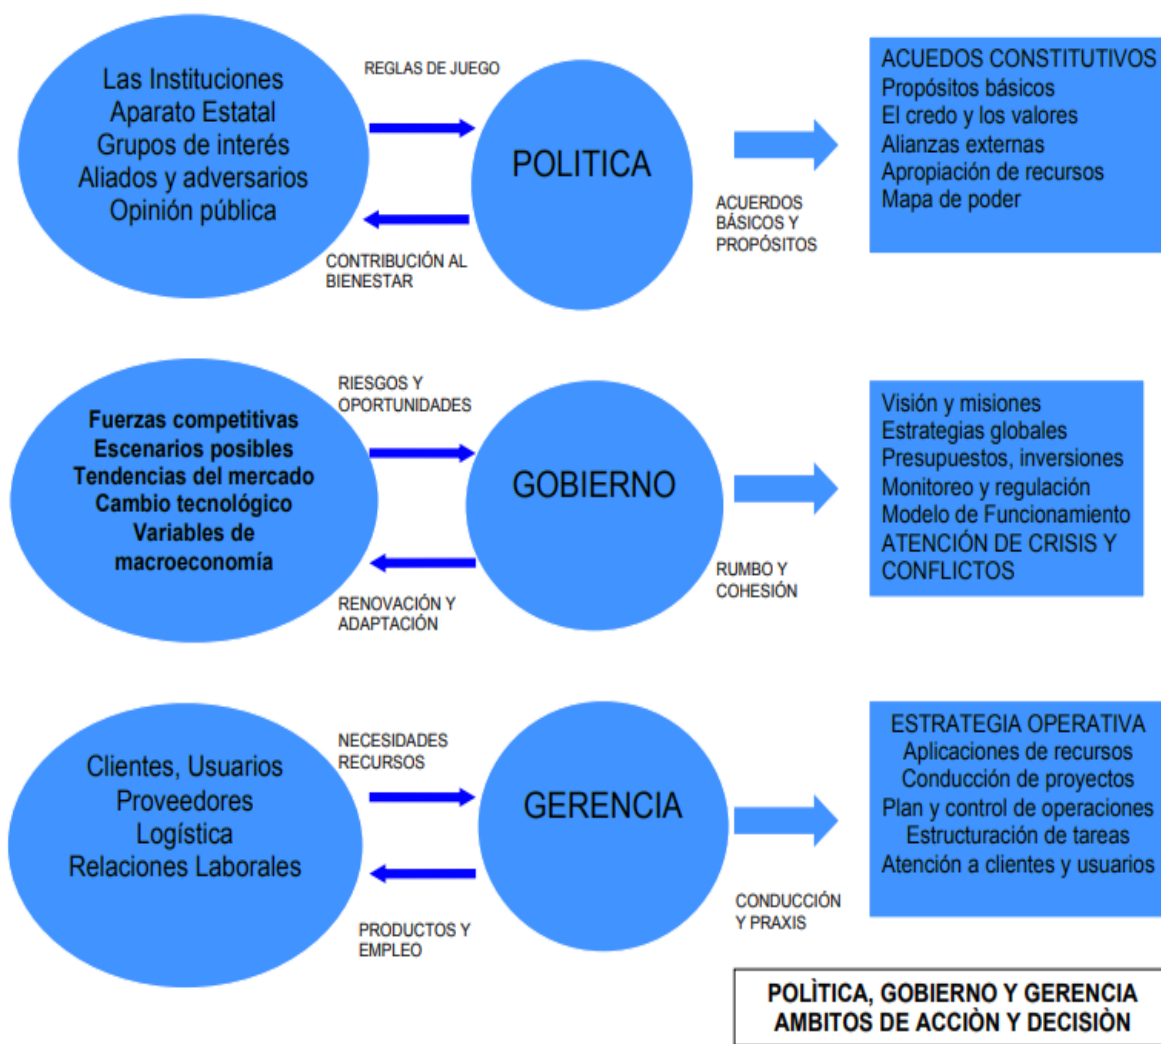 Las Instituciones
Aparato Estatal
Grupos de interés
Aliados y adversarios
Opinión pública
REGLAS DE JUEGO
CONTRIBUCIÓN AL
BIENESTAR
POLITICA
ACUERDOS
BÁSICOS Y
PROPÓSITOS
ACUEDOS CONSTITUTIVOS
Propósitos básicos
El credo y los valores
Alianzas externas
Apropiación de recursos
Mapa de poder
Fuerzas competitivas
Escenarios posibles
Tendencias del mercado
Cambio tecnológico
Variables de
macroeconomía
RIESGOS Y
OPORTUNIDADES
RENOVACIÓN Y
ADAPTACIÓN
GOBIERNO
RUMBO Y
COHESIÓN
Visión y misiones
Estrategias globales
Presupuestos, inversiones
Monitoreo y regulación
Modelo de Funcionamiento
ATENCIÓN DE CRISIS Y
CONFLICTOS
Clientes, Usuarios
Proveedores
Logística
Relaciones Laborales
NECESIDADES
RECURSOS
PRODUCTOS Y
EMPLEO
GERENCIA
CONDUCCIÓN
Y PRAXIS
ESTRATEGIA OPERATIVA
Aplicaciones de recursos
Conducción de proyectos
Plan y control de operaciones
Estructuración de tareas
Atención a clientes y usuarios
POLÌTICA, GOBIERNO Y GERENCIA
AMBITOS DE ACCIÒN Y DECISIÒN